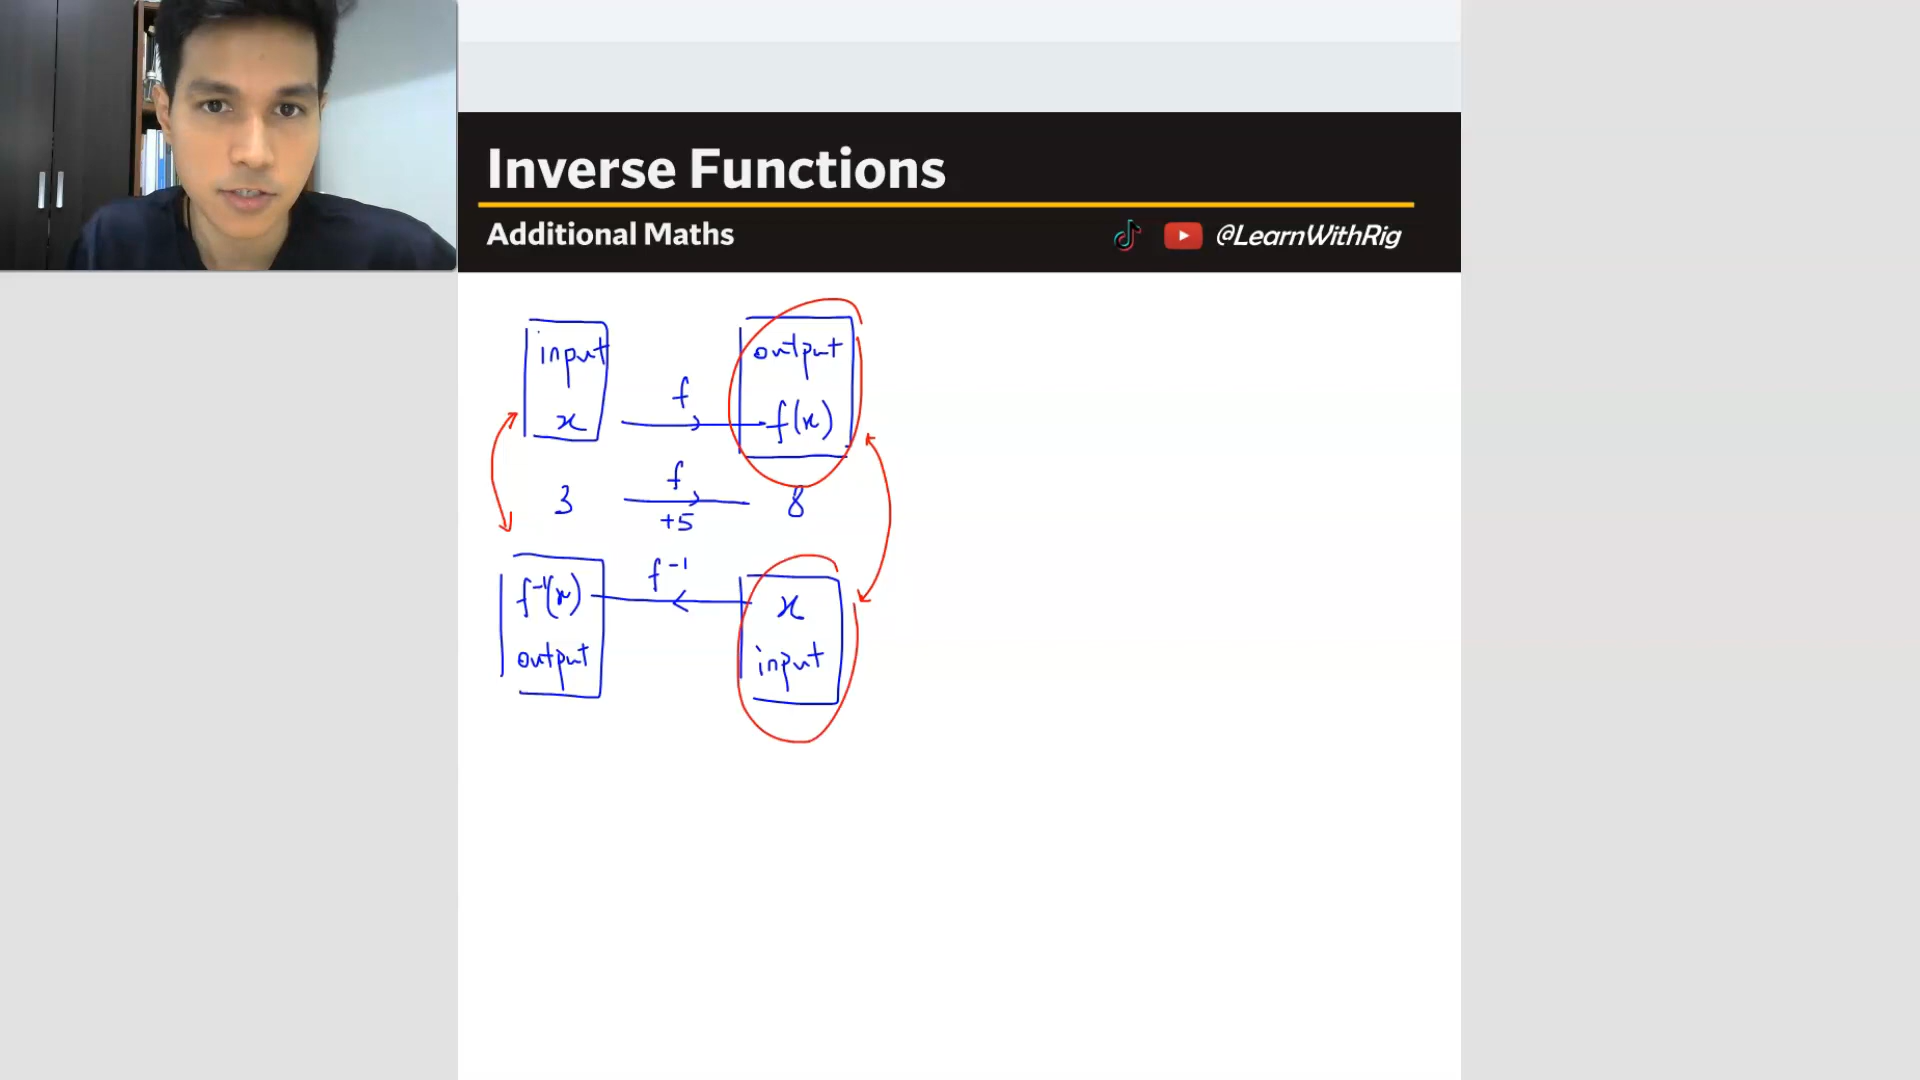 Inverse Functions
Additional Maths
@LearnWithRig
input
output
f
x
f(x)
f
3
8
+5
f⁻¹
f⁻¹(x)
x
output
input